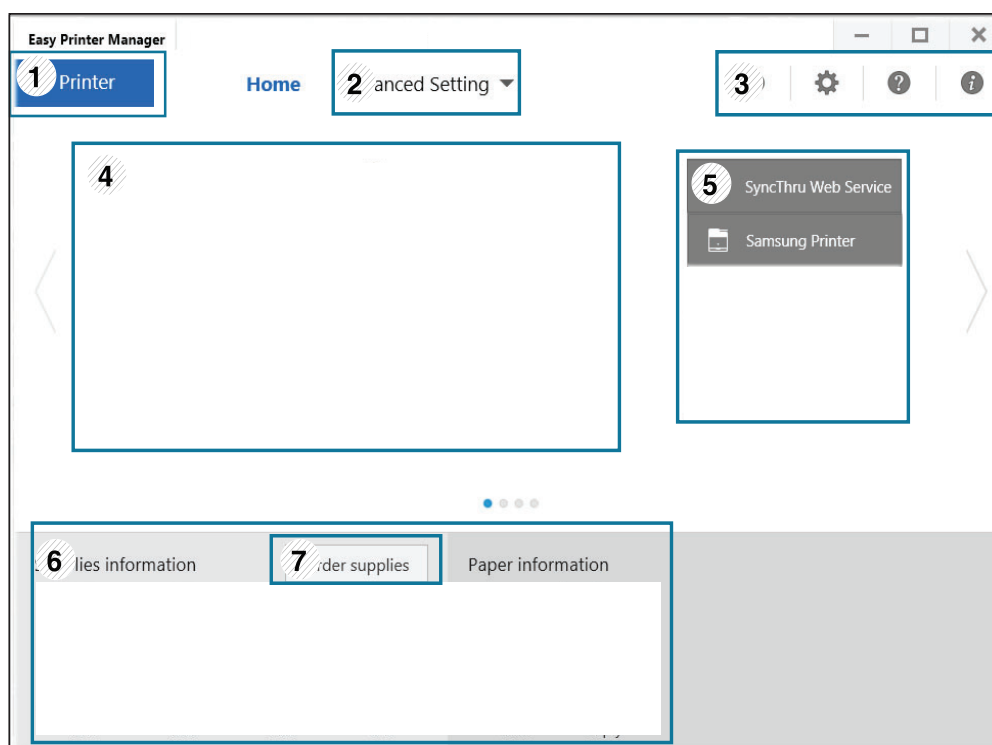 Easy Printer Manager
1 Printer
Home
2 anced Setting
3
4
5 SyncThru Web Service
Samsung Printer
6 lies information
7 rder supplies
Paper information